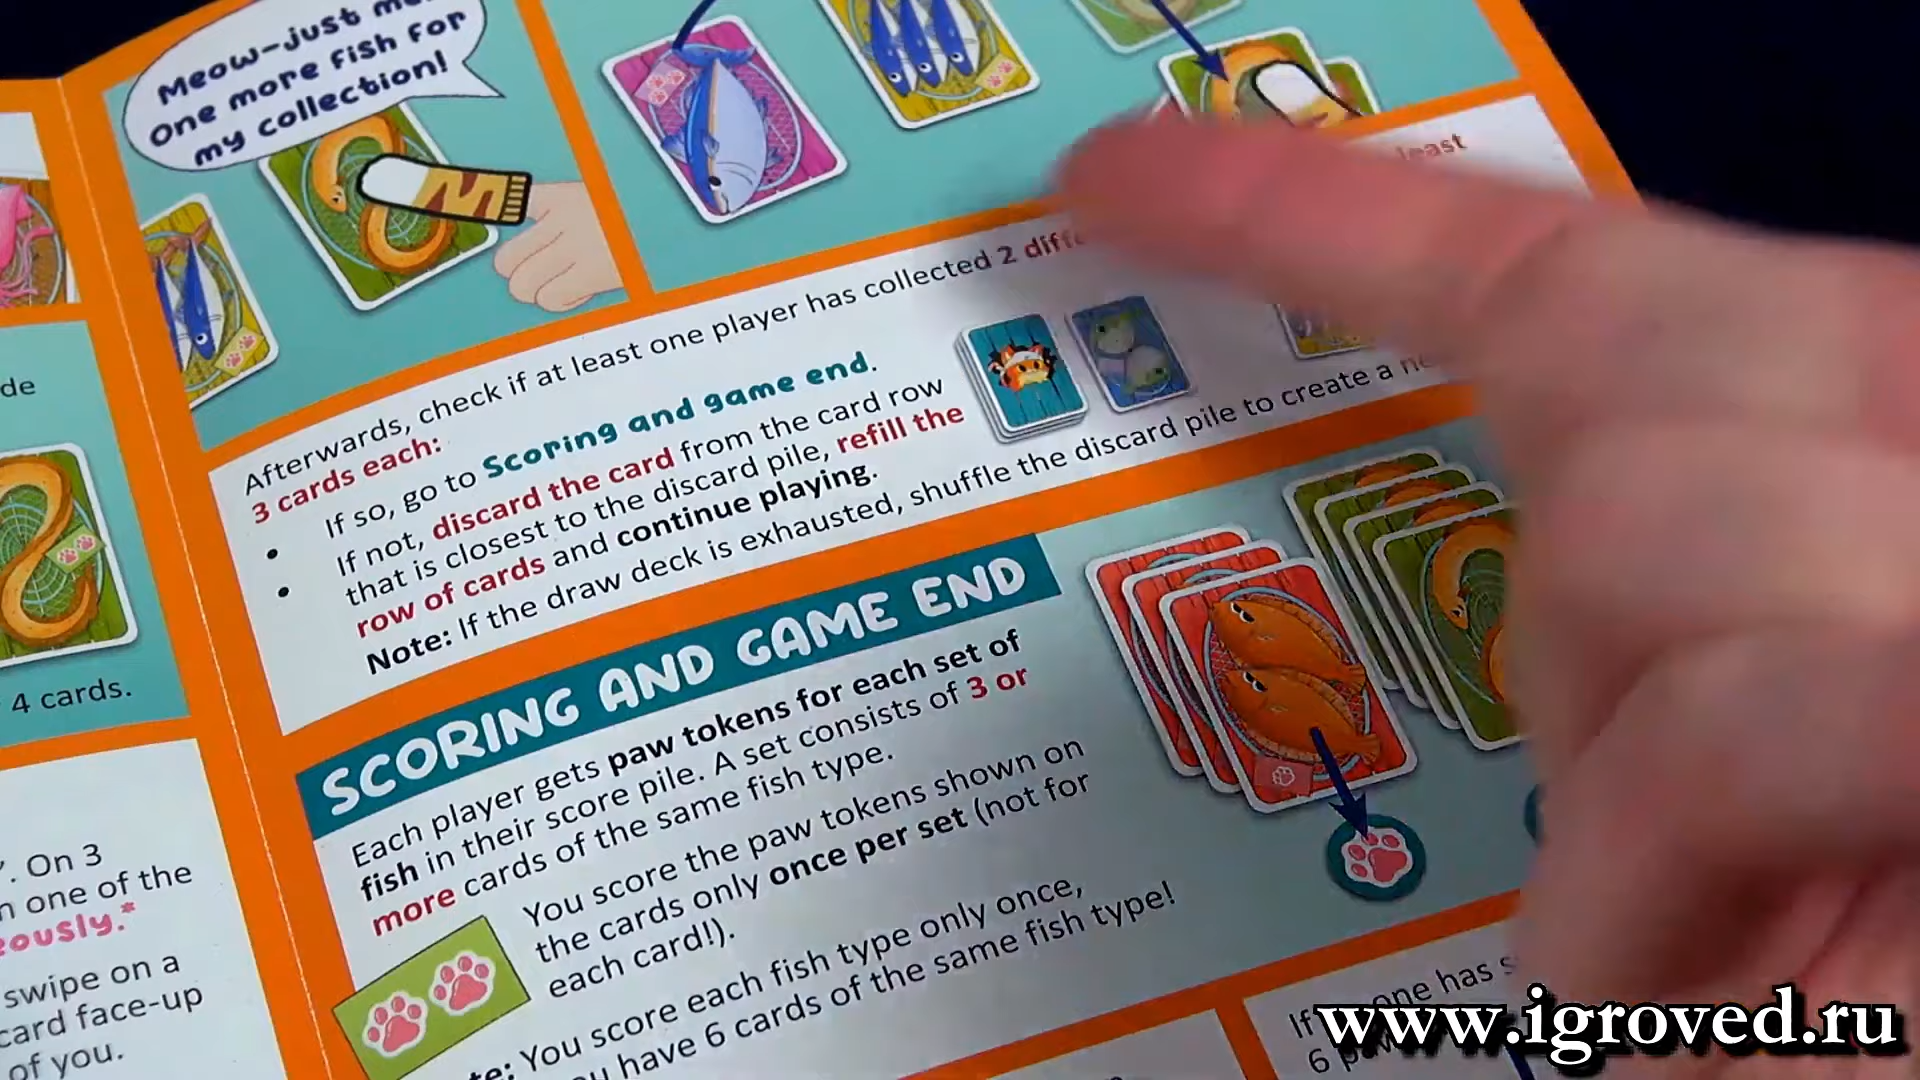 Meow-just
one more fish for
my collection!
de
4 cards.
. On 3
one of the
swipe on a
card face-up
of you.
least
Afterwards, check if at least one player has collected 2
3 cards each:
• If so, go to Scoring and game end.
• If not, discard the card from the card row
that is closest to the discard pile, refill the
row of cards and continue playing.
Note: If the draw deck is exhausted, shuffle the discard pile to create a
SCORING AND GAME END
Each player gets paw tokens for each set of
fish in their score pile. A set consists of 3 or
more cards of the same fish type.
You score the paw tokens shown on
the cards only once per set (not for
each card!).
You score each fish type only once,
have 6 cards of the same fish type!
If one has
6
www.igroved.ru